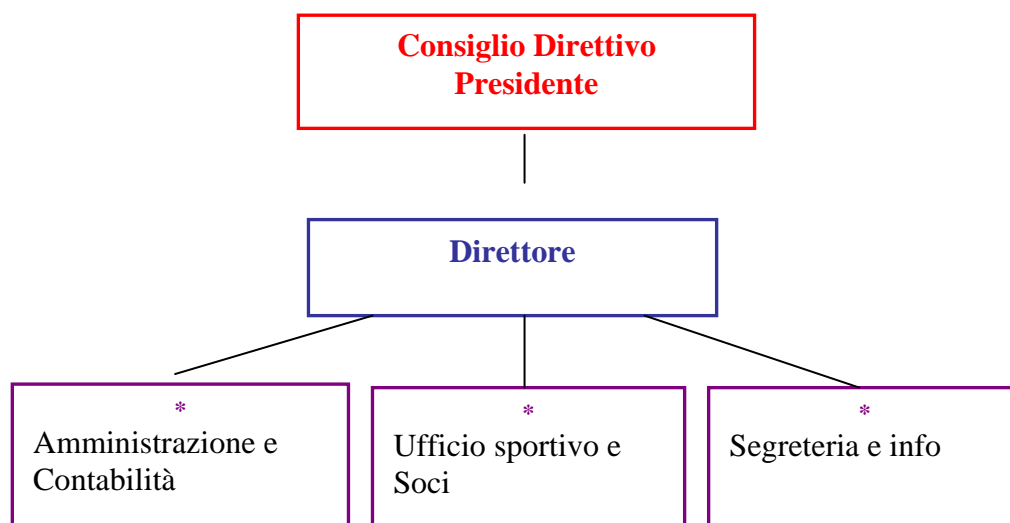 Consiglio Direttivo
Presidente
Direttore
*
Amministrazione e
Contabilità
*
Ufficio sportivo e
Soci
*
Segreteria e info